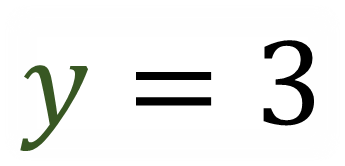 y = 3